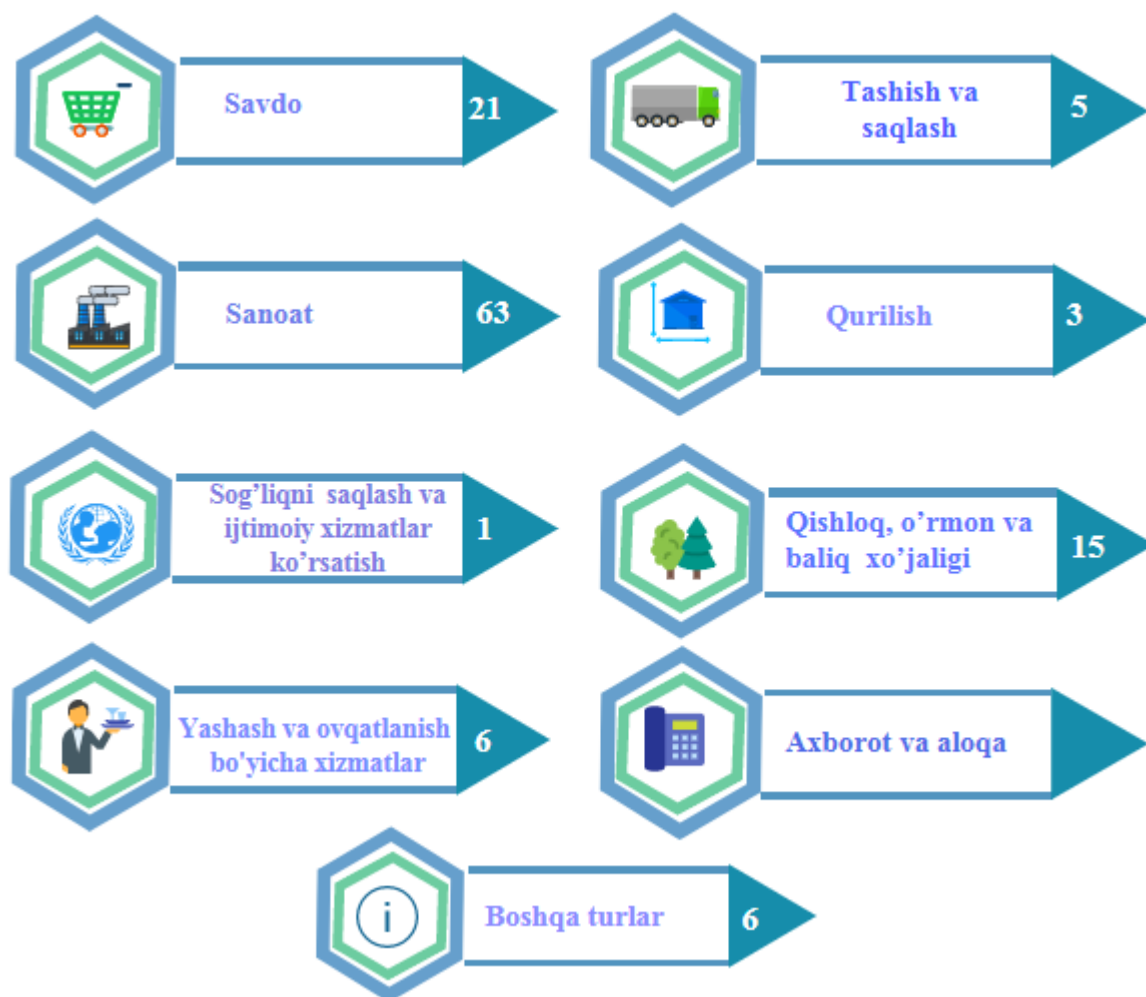 Savdo
21
Tashish va
saqlash
5
Sanoat
63
Qurilish
3
Sog’liqni saqlash va
ijtimoiy xizmatlar
ko’rsatish
1
Qishloq, o’rmon va
baliq xo’jaligi
15
Yashash va ovqatlanish
bo'yicha xizmatlar
6
Axborot va aloqa
i
Boshqa turlar
6